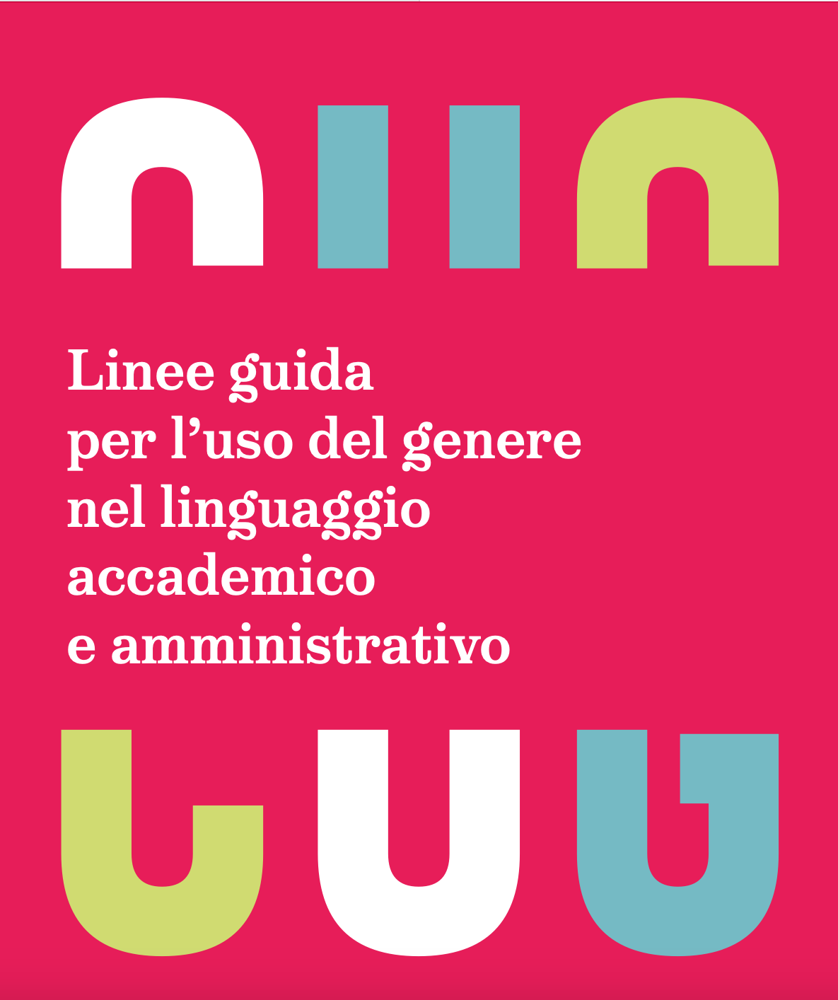 Linee guida
per l’uso del genere
nel linguaggio
accademico
e amministrativo